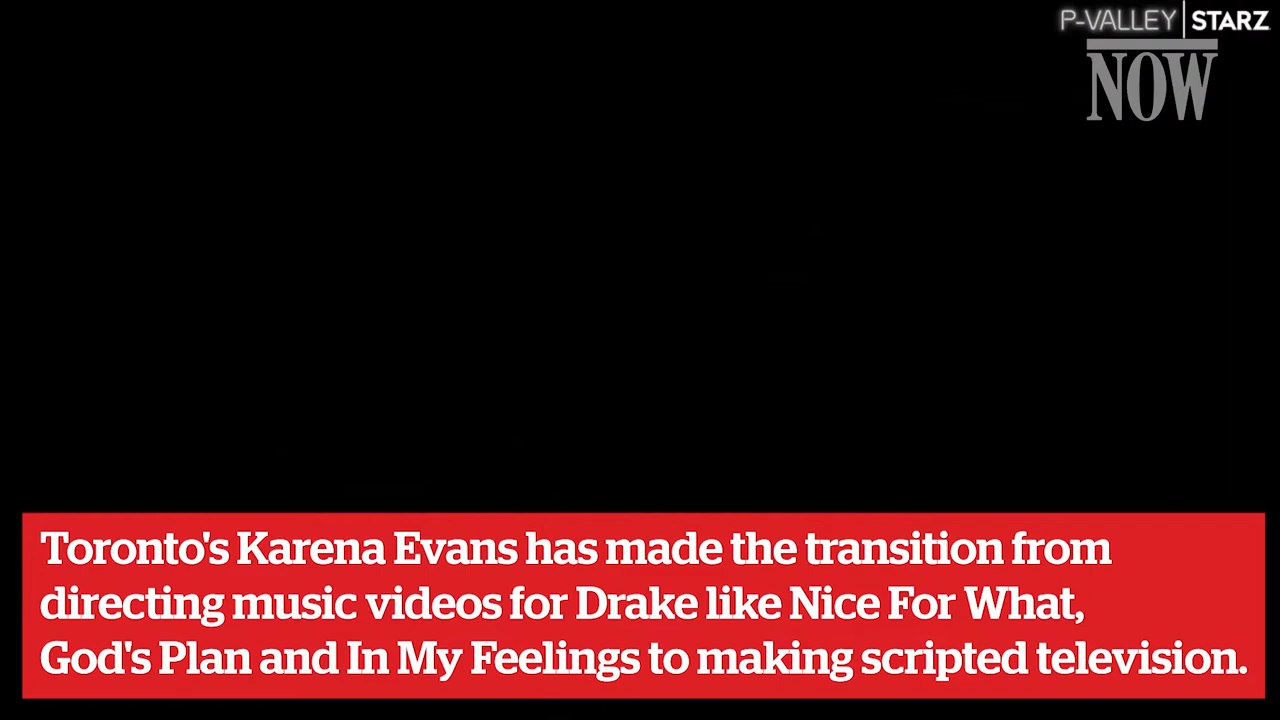 P-VALLEY | STARZ
NOW
Toronto's Karena Evans has made the transition from
directing music videos for Drake like Nice For What,
God's Plan and In My Feelings to making scripted television.